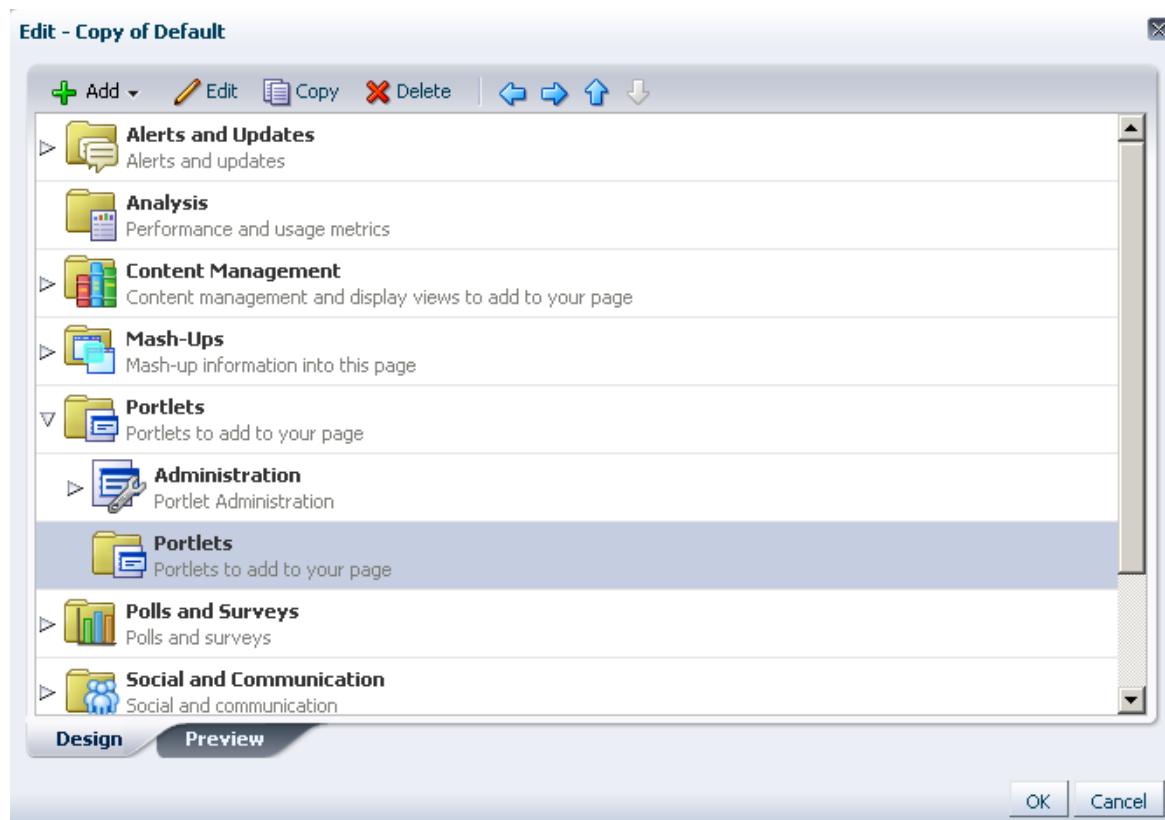 Edit - Copy of Default
Add Edit Copy Delete
Alerts and Updates
Alerts and updates
Analysis
Performance and usage metrics
Content Management
Content management and display views to add to your page
Mash-Ups
Mash-up information into this page
Portlets
Portlets to add to your page
Administration
Portlet Administration
Portlets
Portlets to add to your page
Polls and Surveys
Polls and surveys
Social and Communication
Social and communication
Design Preview
OK Cancel